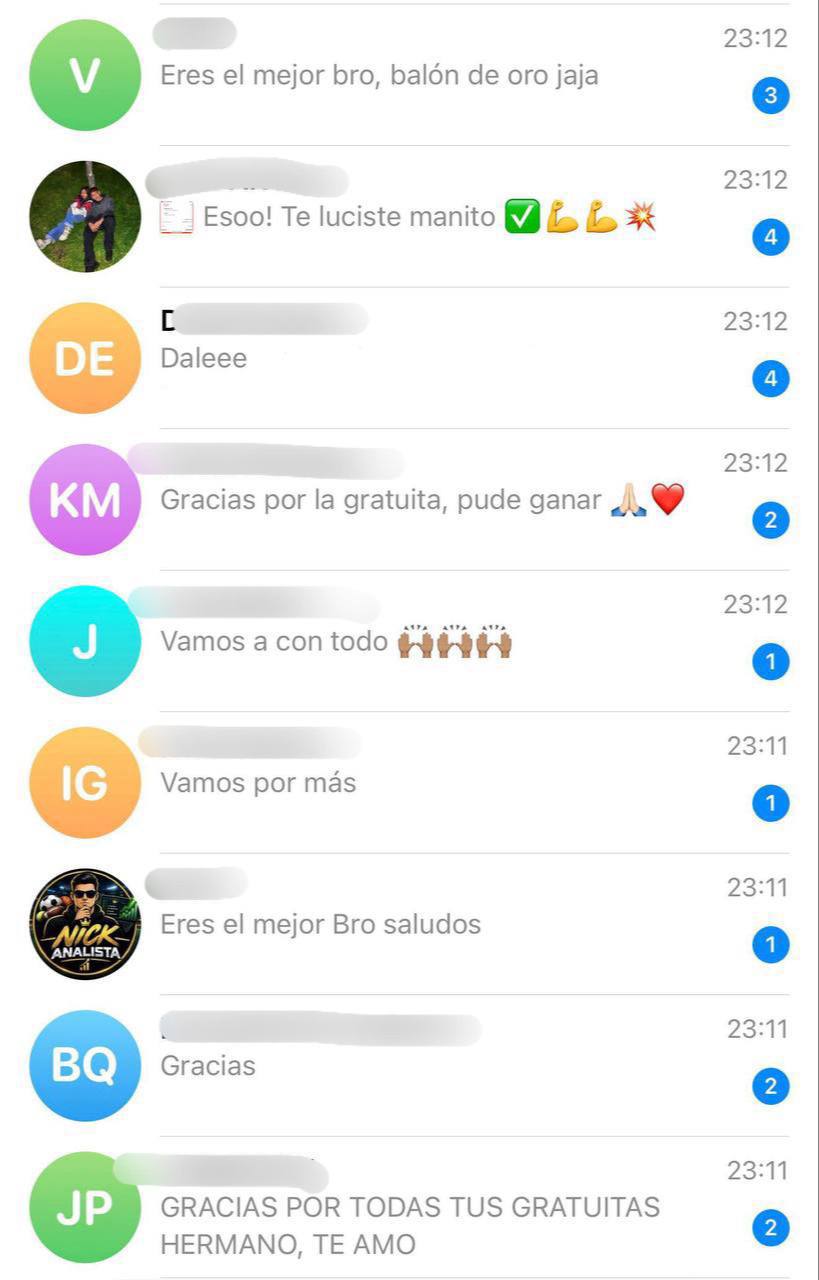 V
23:12
Eres el mejor bro, balón de oro jaja
3
23:12
Esoo! Te luciste manito ✅💪💪💥
4
DE
D
23:12
Daleee
4
KM
23:12
Gracias por la gratuita, pude ganar 🙏🏻❤️
2
J
23:12
Vamos a con todo 🙌🏽🙌🏽🙌🏽
1
IG
23:11
Vamos por más
1
NICK
ANALISTA
23:11
Eres el mejor Bro saludos
1
BQ
23:11
Gracias
2
JP
23:11
GRACIAS POR TODAS TUS GRATUITAS
HERMANO, TE AMO
2